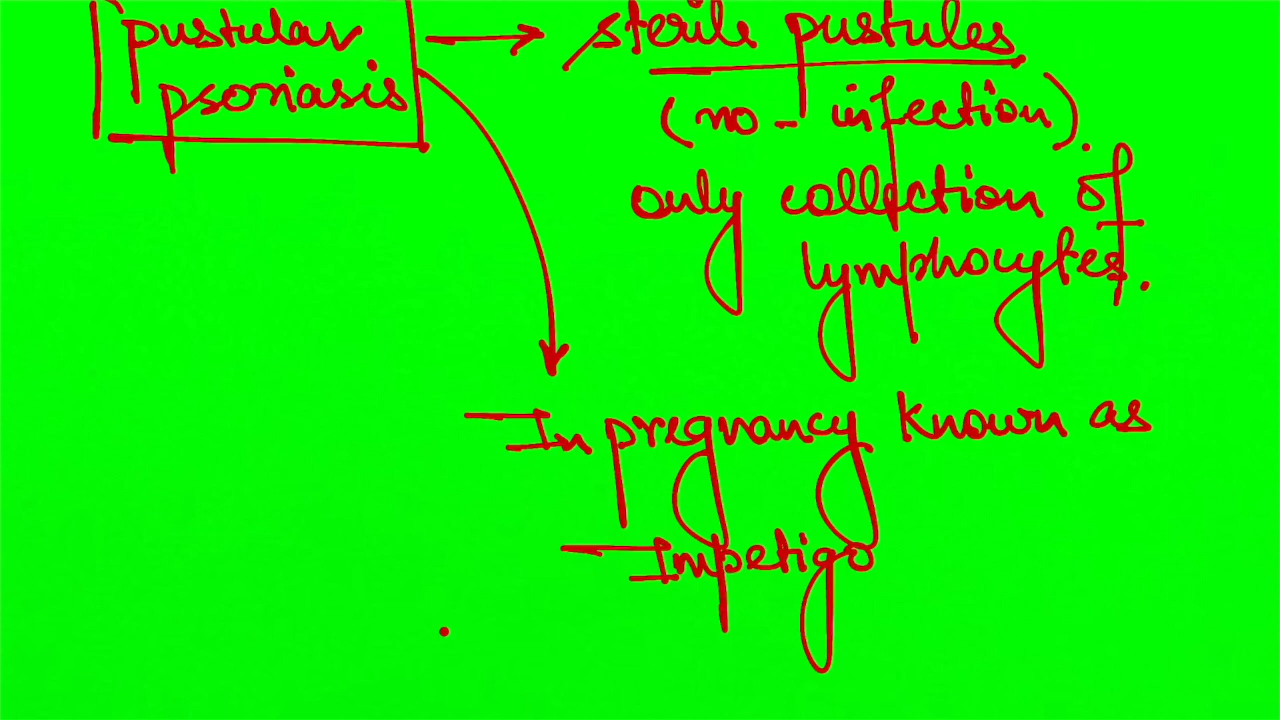 pustular
psoriasis
sterile pustules
(no - infection).
only collection of
lymphocytes.
In pregnancy known as
Impetigo